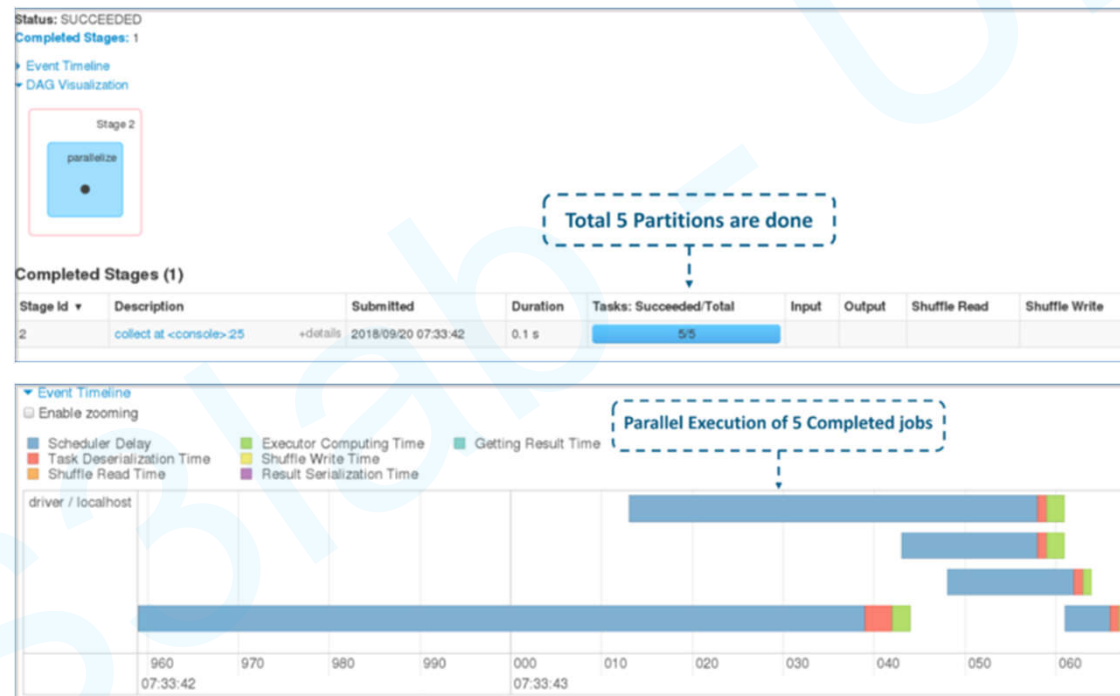 Status: SUCCEEDED
Completed Stages: 1
Event Timeline
DAG Visualization
Stage 2
parallelize
Total 5 Partitions are done
Completed Stages (1)
Stage Id ▾ Description Submitted Duration Tasks: Succeeded/Total Input Output Shuffle Read Shuffle Write
2 collect at <console>:25 +details 2018/09/20 07:33:42 0.1 s 5/5
Event Timeline
Enable zooming
Parallel Execution of 5 Completed jobs
Scheduler Delay Executor Computing Time Getting Result Time
Task Deserialization Time Shuffle Write Time
Shuffle Read Time Result Serialization Time
driver / localhost
960 970 980 990 000 010 020 030 040 050 060
07:33:42 07:33:43